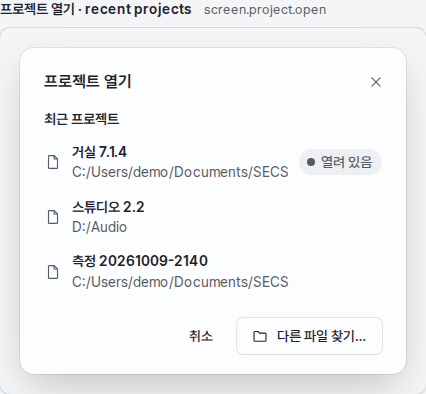 프로젝트 열기 · recent projects screen.project.open
프로젝트 열기
최근 프로젝트
거실 7.1.4
C:/Users/demo/Documents/SECS
열려 있음
스튜디오 2.2
D:/Audio
측정 20261009-2140
C:/Users/demo/Documents/SECS
취소
다른 파일 찾기...